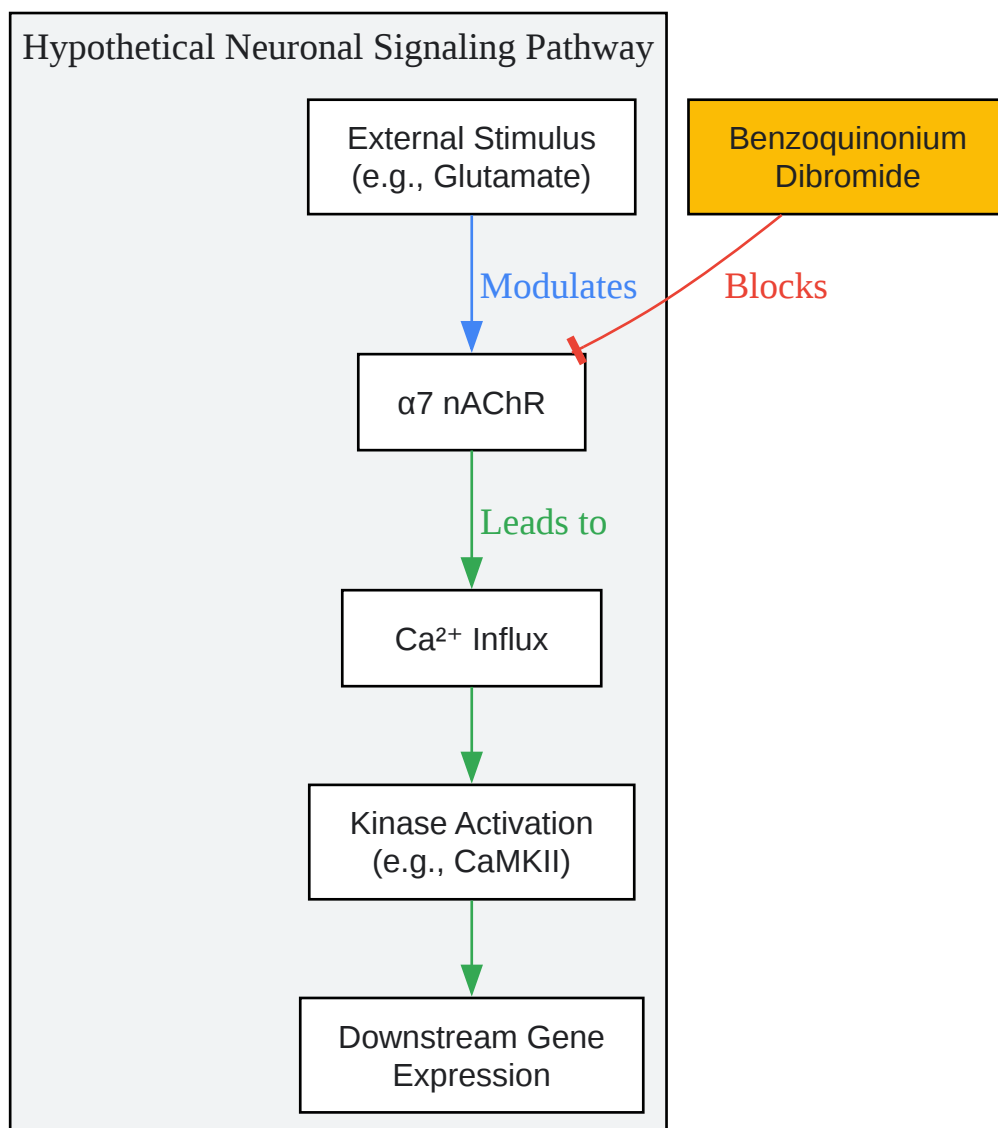 Hypothetical Neuronal Signaling Pathway
External Stimulus
(e.g., Glutamate)
Benzoquinonium
Dibromide
Modulates
Blocks
α7 nAChR
Leads to
Ca²⁺ Influx
Kinase Activation
(e.g., CaMKII)
Downstream Gene
Expression